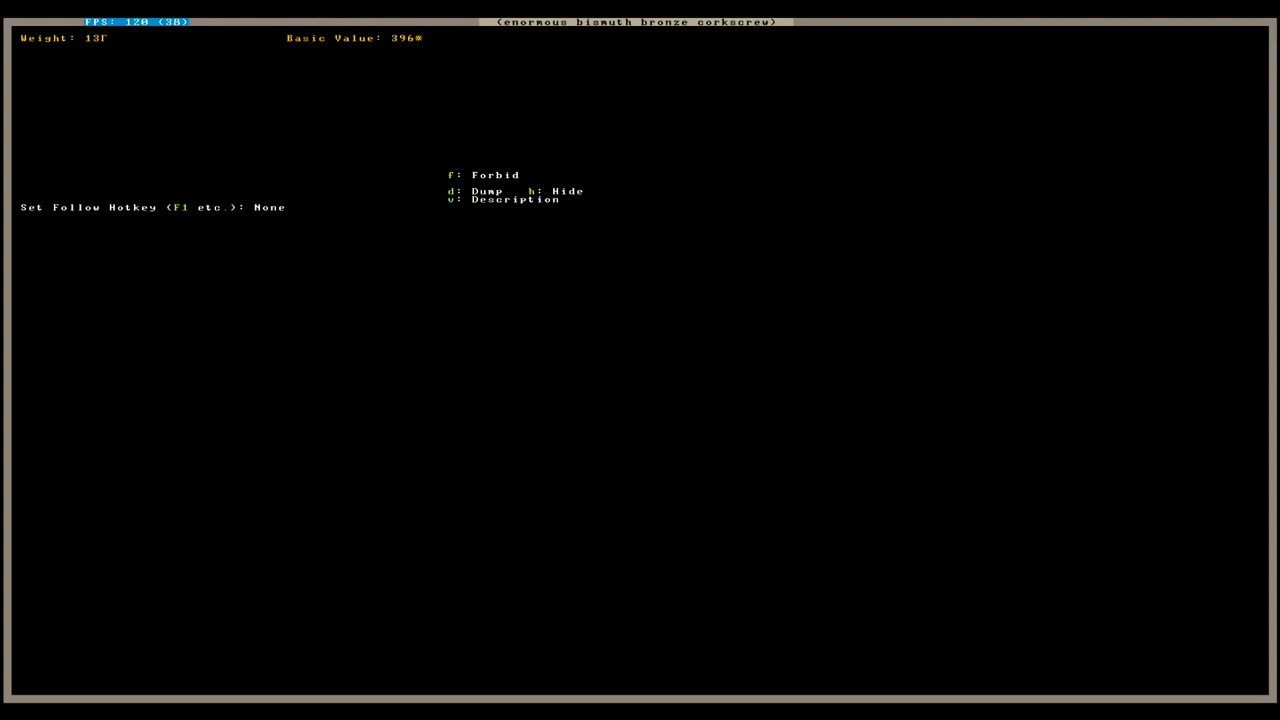 FPS: 120 (38) (enormous bismuth bronze corkscrew)
Weight: 13Γ Basic Value: 396☼
f: Forbid
d: Dump h: Hide
v: Description
Set Follow Hotkey (F1 etc.): None